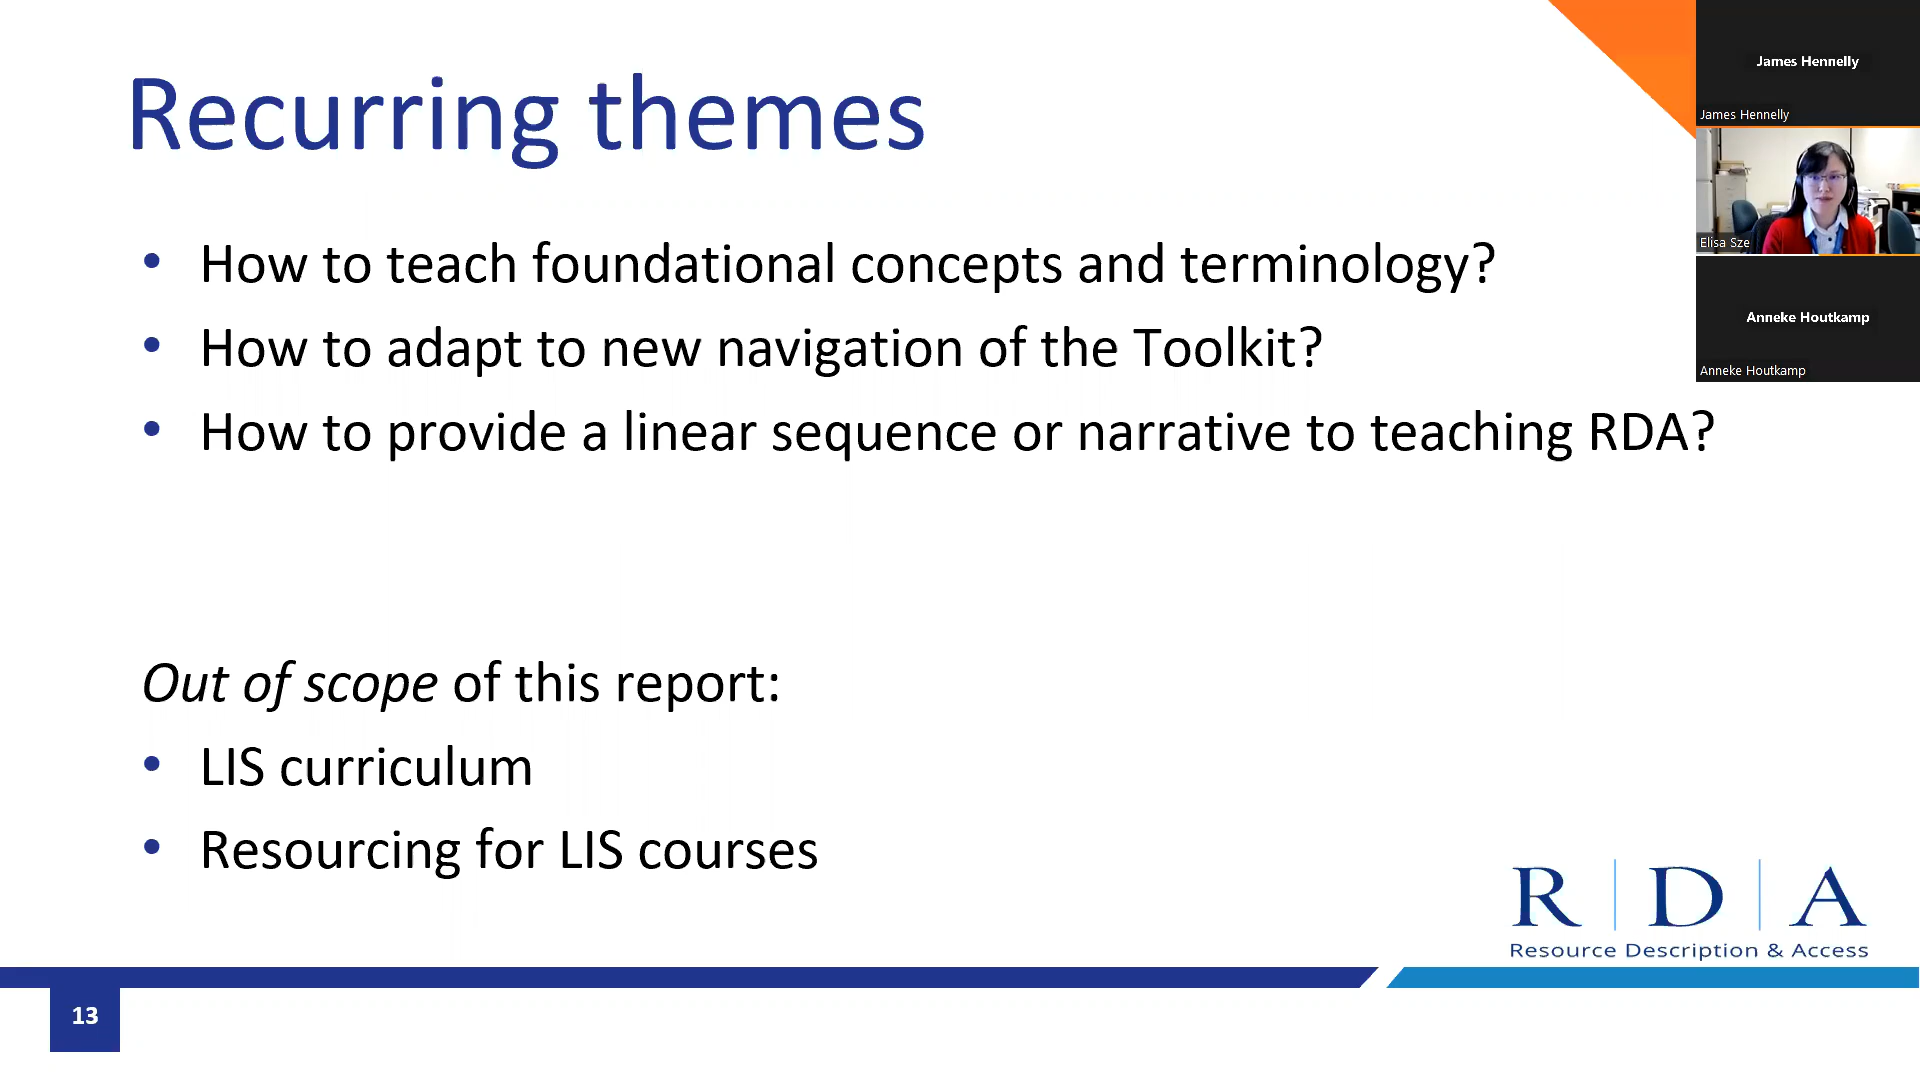 Recurring themes
• How to teach foundational concepts and terminology?
• How to adapt to new navigation of the Toolkit?
• How to provide a linear sequence or narrative to teaching RDA?
Out of scope of this report:
• LIS curriculum
• Resourcing for LIS courses
R | D | A
Resource Description & Access
13
James Hennelly
James Hennelly
Elisa Sze
Anneke Houtkamp
Anneke Houtkamp